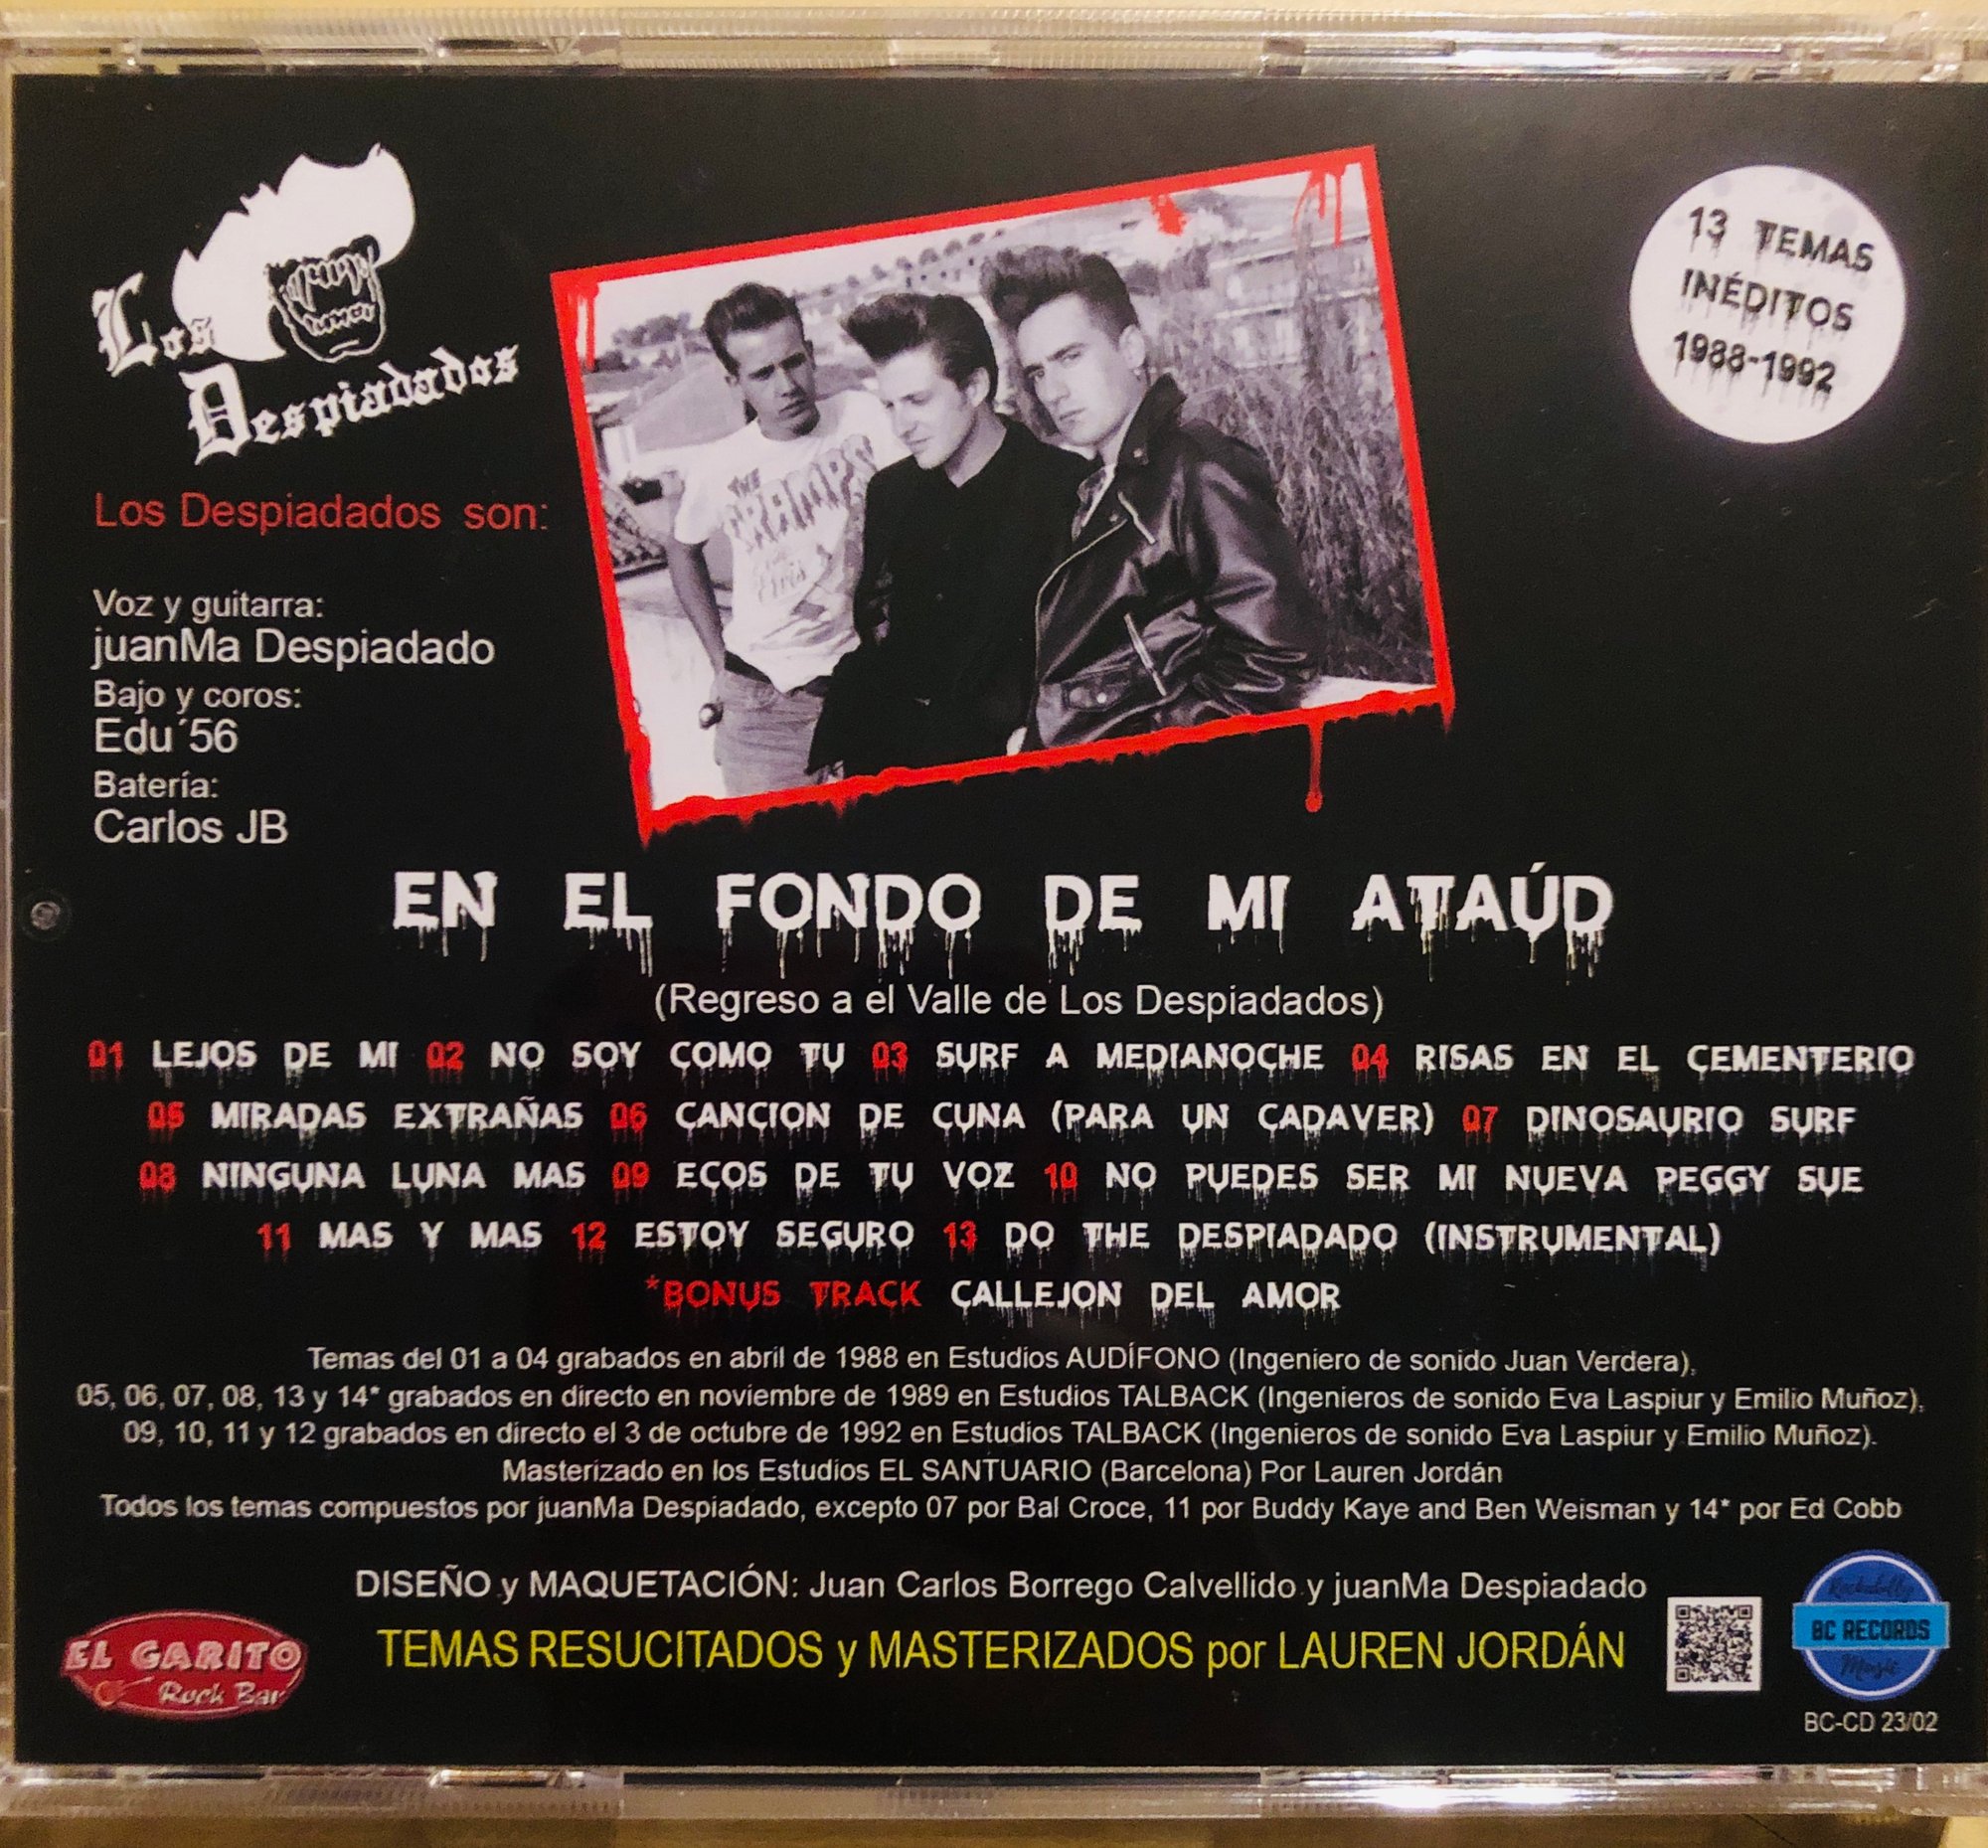 Los
Despiadados
13 TEMAS
INÉDITOS
1988-1992
THE
CRAMPS
Los Despiadados son:
Voz y guitarra:
juanMa Despiadado
Bajo y coros:
Edu´56
Batería:
Carlos JB
EN EL FONDO DE MI ATAÚD
(Regreso a el Valle de Los Despiadados)
01 LEJOS DE MI 02 NO SOY COMO TU 03 SURF A MEDIANOCHE 04 RISAS EN EL CEMENTERIO
05 MIRADAS EXTRAÑAS 06 CANCION DE CUNA (PARA UN CADAVER) 07 DINOSAURIO SURF
08 NINGUNA LUNA MAS 09 ECOS DE TU VOZ 10 NO PUEDES SER MI NUEVA PEGGY SUE
11 MAS Y MAS 12 ESTOY SEGURO 13 DO THE DESPIADADO (INSTRUMENTAL)
*BONUS TRACK CALLEJON DEL AMOR
Temas del 01 a 04 grabados en abril de 1988 en Estudios AUDÍFONO (Ingeniero de sonido Juan Verdera),
05, 06, 07, 08, 13 y 14* grabados en directo en noviembre de 1989 en Estudios TALBACK (Ingenieros de sonido Eva Laspiur y Emilio Muñoz),
09, 10, 11 y 12 grabados en directo el 3 de octubre de 1992 en Estudios TALBACK (Ingenieros de sonido Eva Laspiur y Emilio Muñoz).
Masterizado en los Estudios EL SANTUARIO (Barcelona) Por Lauren Jordán
Todos los temas compuestos por juanMa Despiadado, excepto 07 por Bal Croce, 11 por Buddy Kaye and Ben Weisman y 14* por Ed Cobb
DISEÑO y MAQUETACIÓN: Juan Carlos Borrego Calvellido y juanMa Despiadado
TEMAS RESUCITADOS y MASTERIZADOS por LAUREN JORDÁN
EL GARITO
Rock Bar
Rockabilly
BC RECORDS
Music
BC-CD 23/02